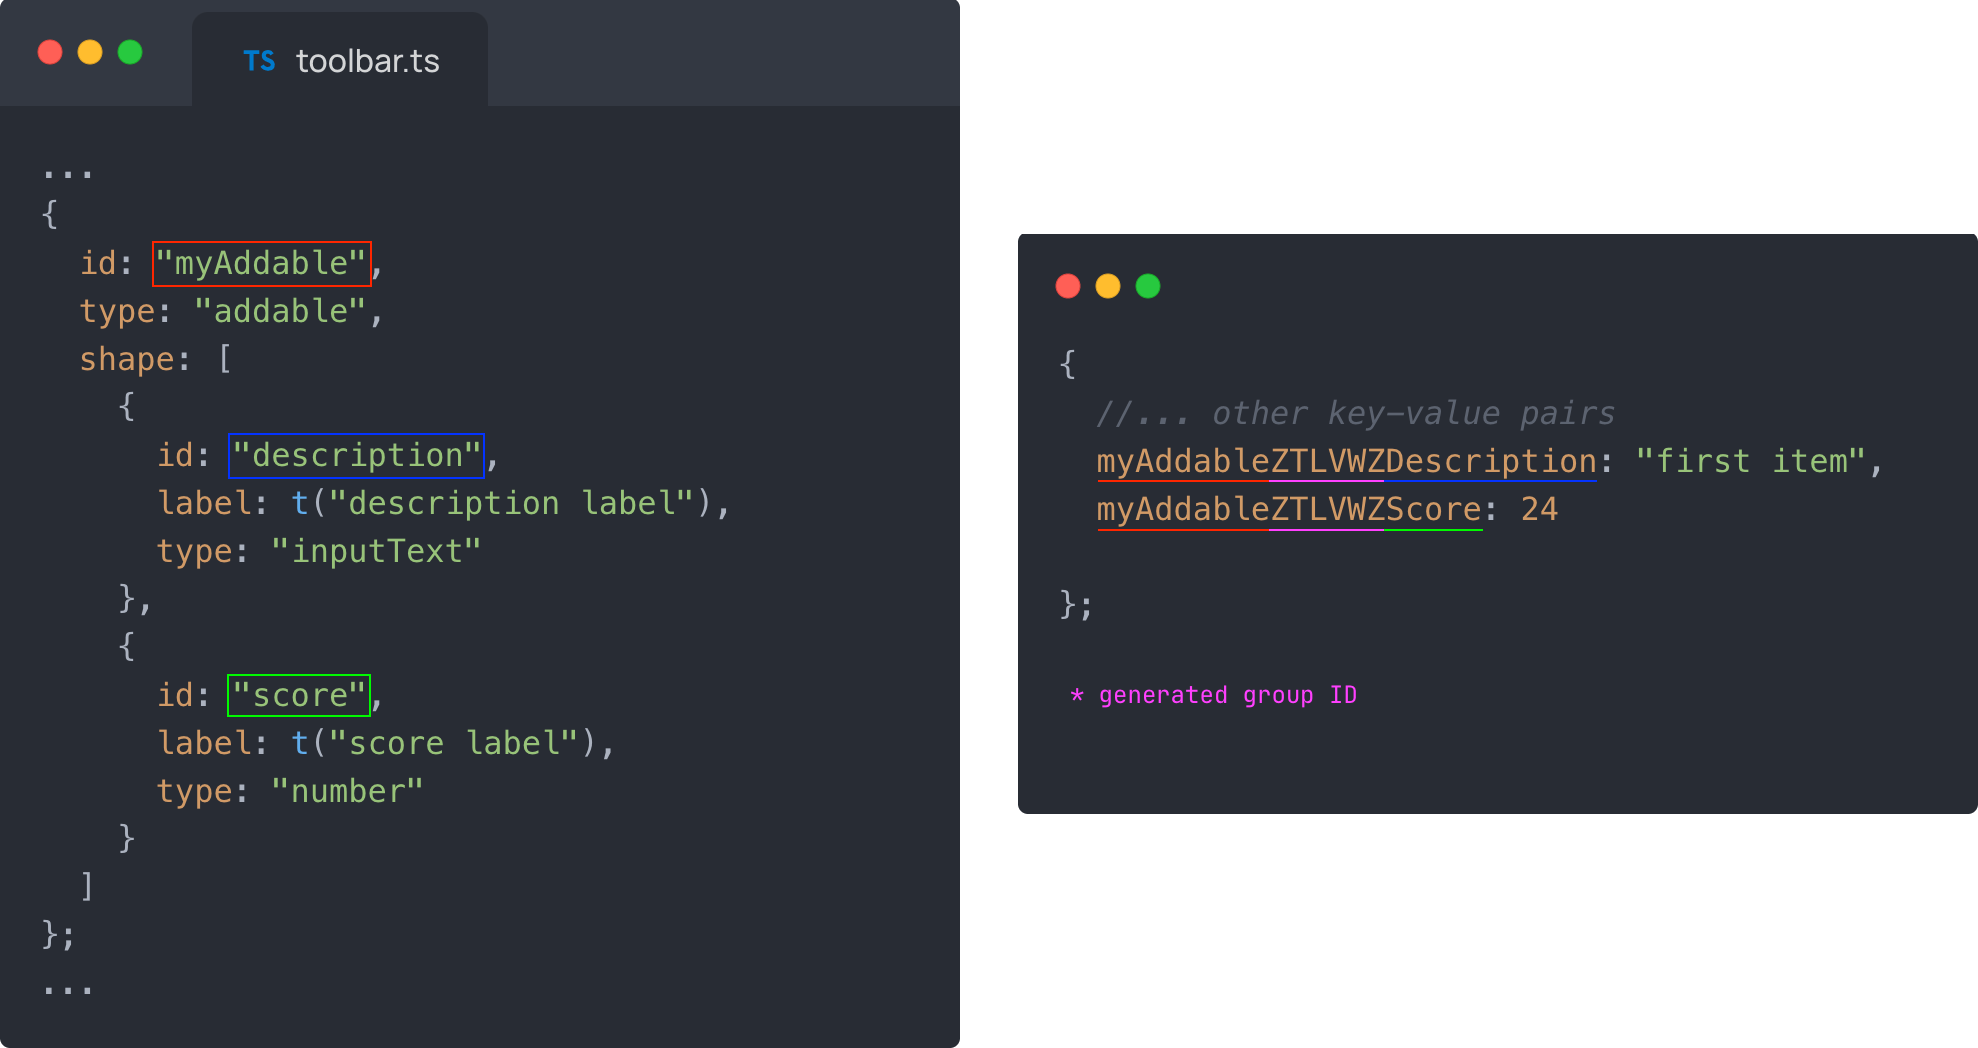 TS toolbar.ts
...
{
id: "myAddable",
type: "addable",
shape: [
{
id: "description",
label: t("description label"),
type: "inputText"
},
{
id: "score",
label: t("score label"),
type: "number"
}
]
};
...
{
//... other key-value pairs
myAddableZTLVWZDescription: "first item",
myAddableZTLVWZScore: 24
};
* generated group ID